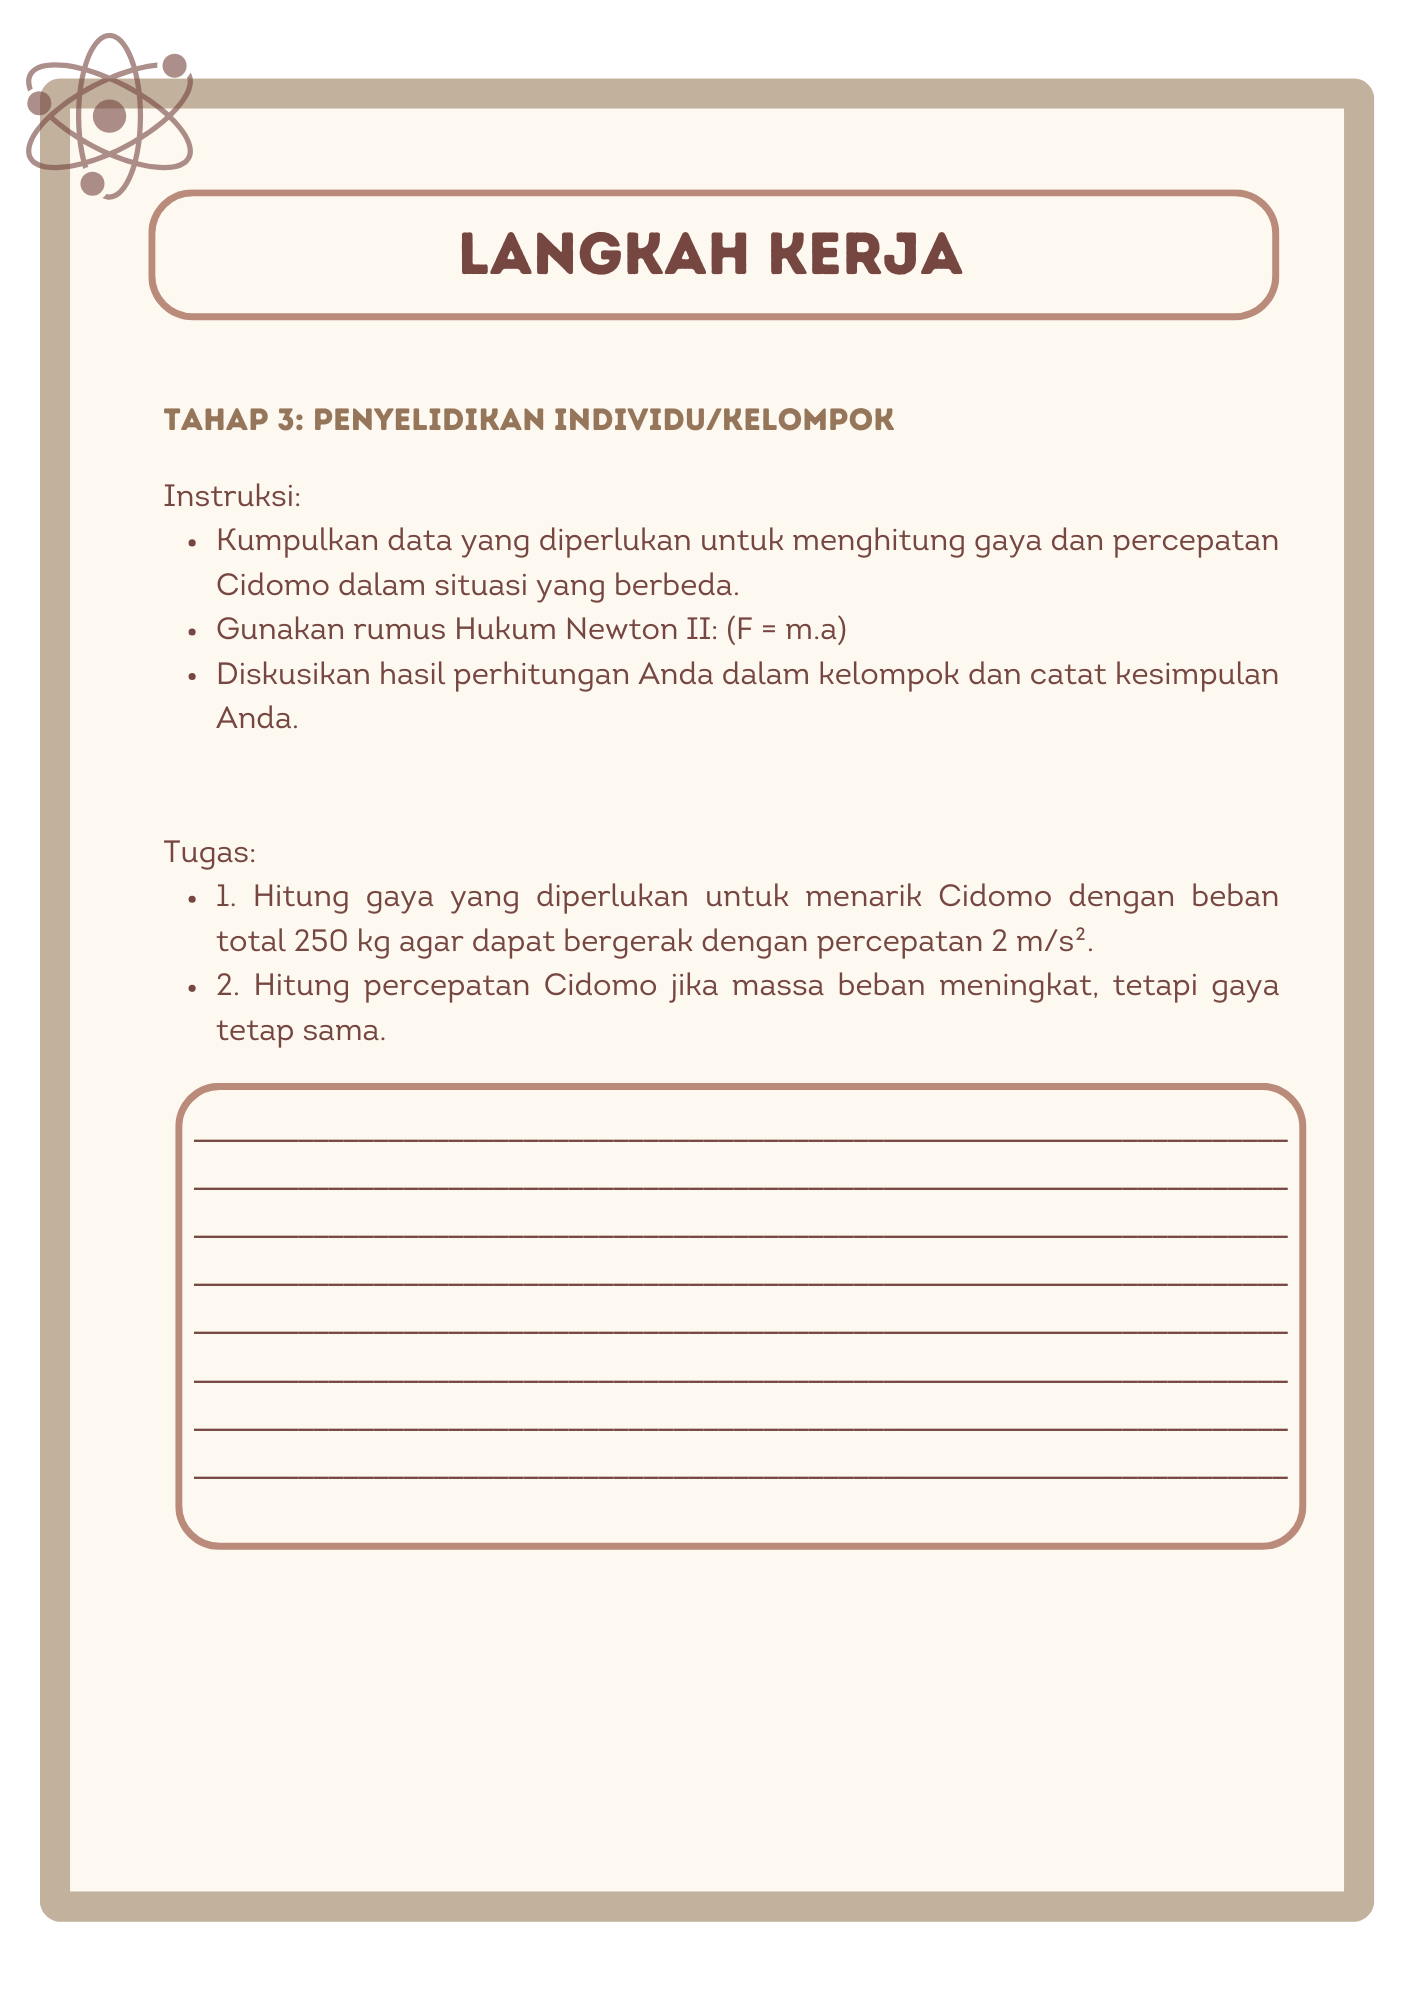 LANGKAH KERJA
TAHAP 3: PENYELIDIKAN INDIVIDU/KELOMPOK
Instruksi:
• Kumpulkan data yang diperlukan untuk menghitung gaya dan percepatan
Cidomo dalam situasi yang berbeda.
• Gunakan rumus Hukum Newton II: (F = m.a)
• Diskusikan hasil perhitungan Anda dalam kelompok dan catat kesimpulan
Anda.
Tugas:
• 1. Hitung gaya yang diperlukan untuk menarik Cidomo dengan beban
total 250 kg agar dapat bergerak dengan percepatan 2 m/s².
• 2. Hitung percepatan Cidomo jika massa beban meningkat, tetapi gaya
tetap sama.